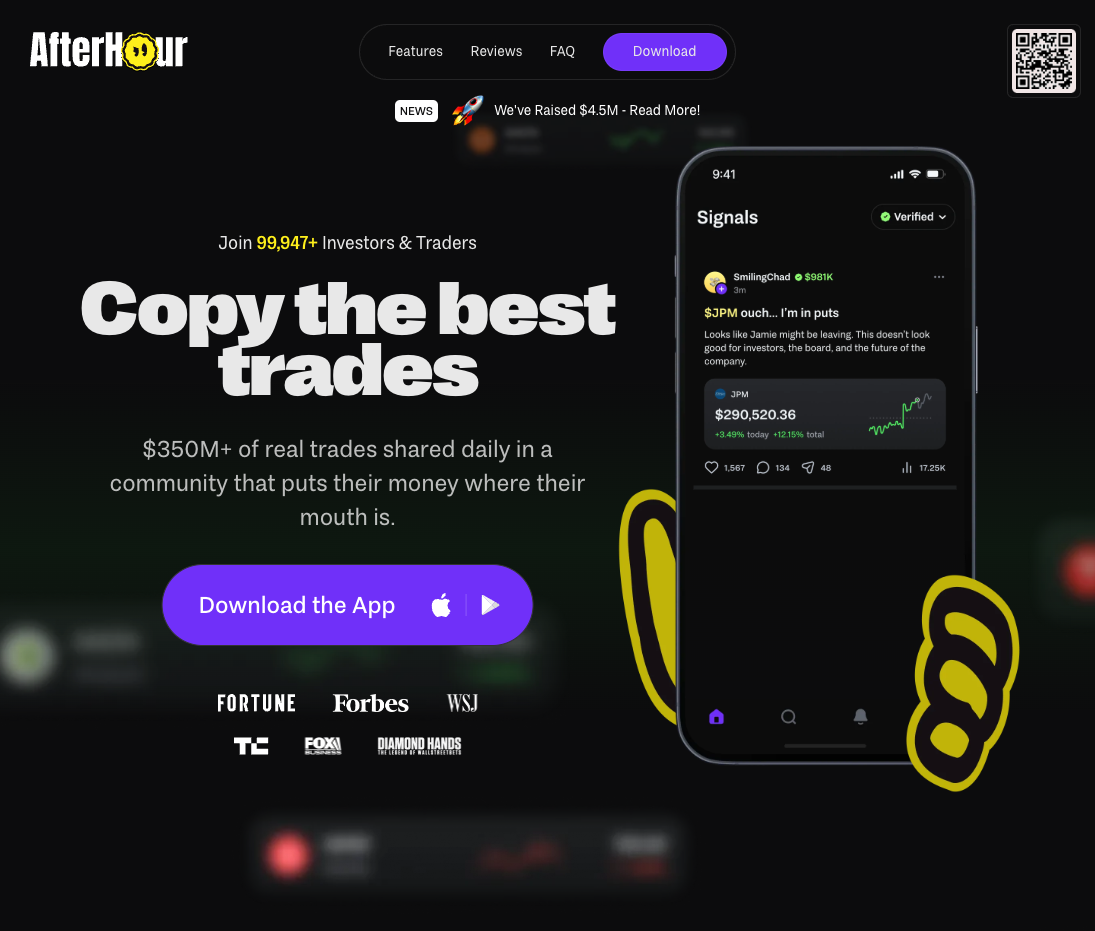 AfterHour
Features Reviews FAQ Download
NEWS We've Raised $4.5M - Read More!
Join 99,947+ Investors & Traders
Copy the best
trades
$350M+ of real trades shared daily in a
community that puts their money where their
mouth is.
Download the App
FORTUNE Forbes WSJ
TC FOX BUSINESS DIAMOND HANDS
THE LEGEND OF WALLSTREETBETS
9:41
Signals Verified
SmilingChad $981K
3m
$JPM ouch... I'm in puts
Looks like Jamie might be leaving. This doesn't look
good for investors, the board, and the future of the
company.
JPM
$290,520.36
+3.49% today +12.15% total
1,567 134 48 17.25K